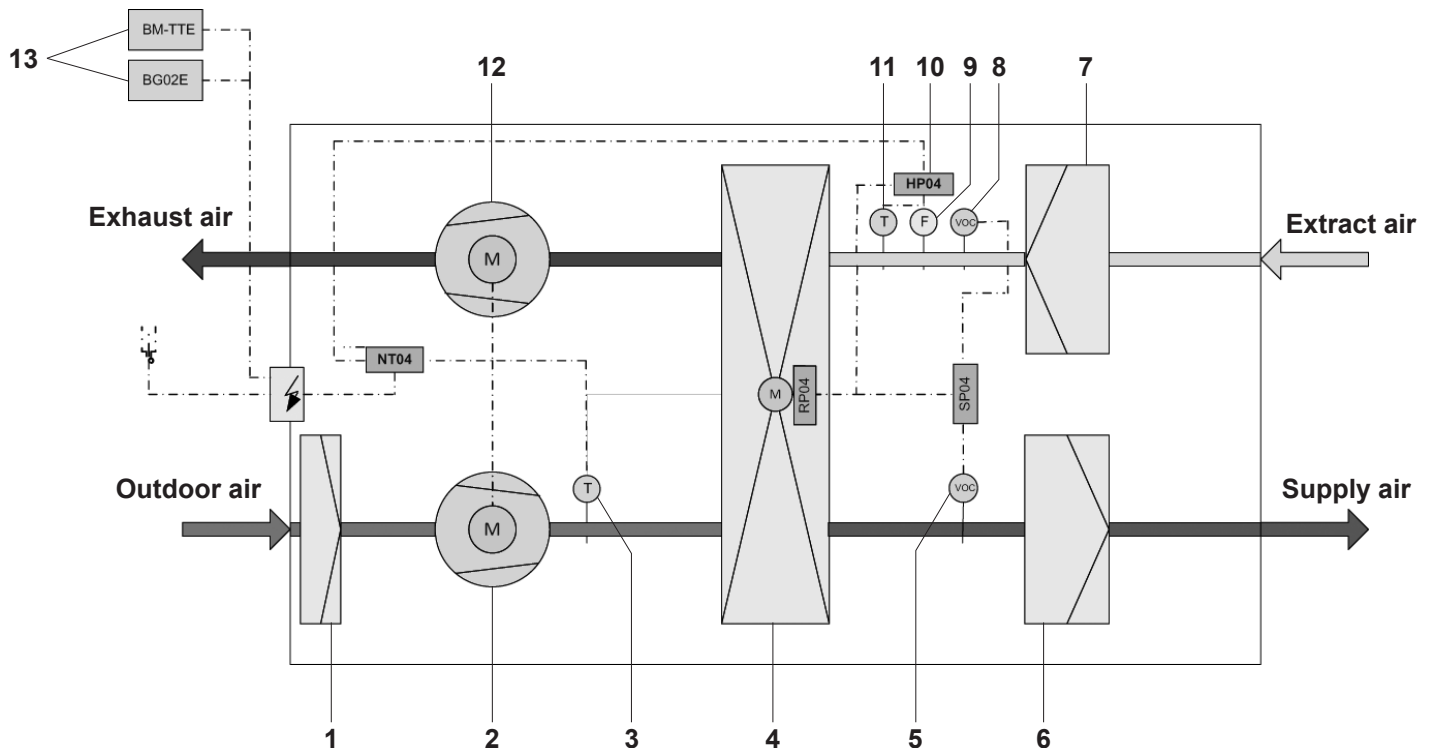 BM-TTE
13
BG02E
12
11 10 9 8
7
HP04
Exhaust air
T F VOC
Extract air
M
NT04
M
RP04
SP04
Outdoor air
T
VOC
Supply air
M
1 2 3 4 5 6